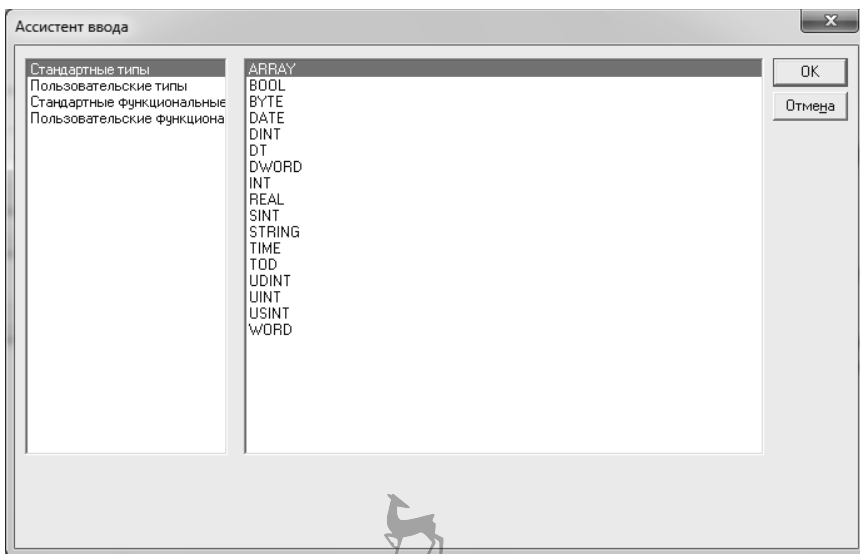 Ассистент ввода
Стандартные типы
Пользовательские типы
Стандартные функциональные
Пользовательские функциона
ARRAY
BOOL
BYTE
DATE
DINT
DT
DWORD
INT
REAL
SINT
STRING
TIME
TOD
UDINT
UINT
USINT
WORD
OK
Отмена